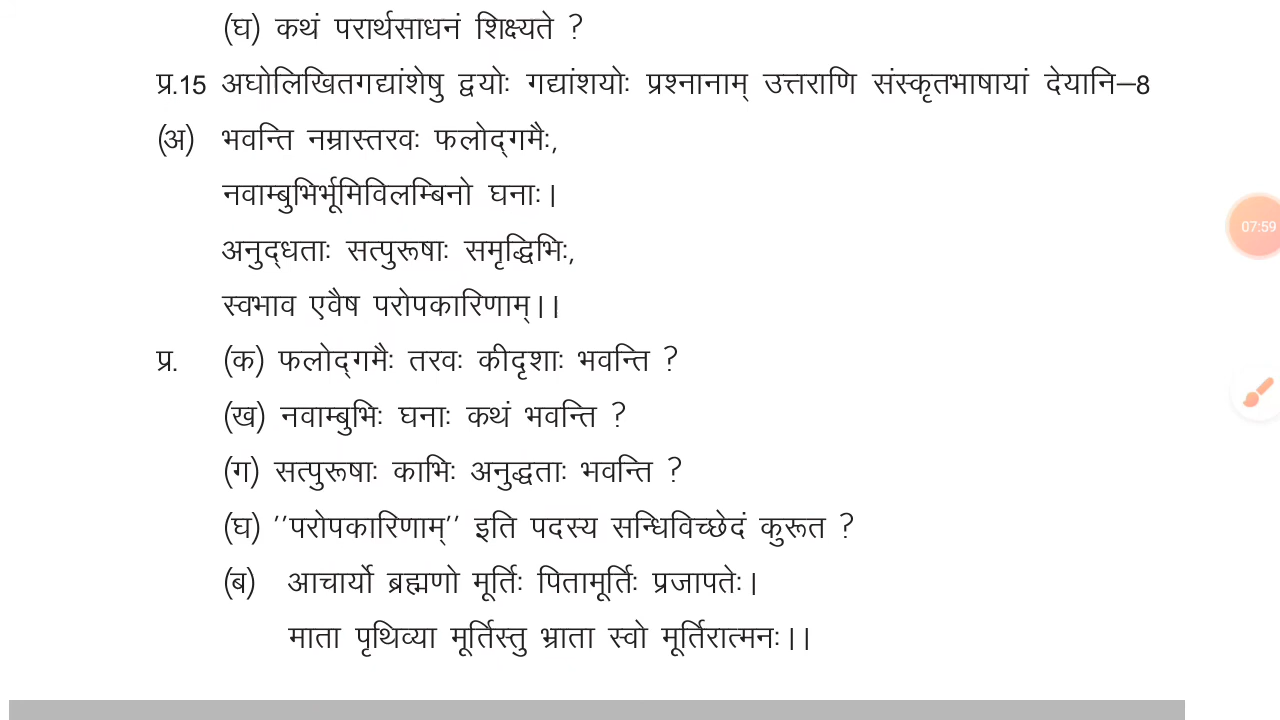 (घ) कथं परार्थसाधनं शिक्ष्यते ?
प्र.15 अघोलिखितगद्यांशेषु द्वयोः गद्यांशयोः प्रश्नानाम् उत्तराणि संस्कृतभाषायां देयानि–8
(अ) भवन्ति नम्रास्तरवः फलोद्गमैः,
नवाम्बुभिर्भूमिविलम्बिनो घनाः।
अनुद्धताः सत्पुरूषाः समृद्धिभिः,
स्वभाव एवैष परोपकारिणाम्।।
प्र. (क) फलोद्गमैः तरवः कीदृशाः भवन्ति ?
(ख) नवाम्बुभिः घनाः कथं भवन्ति ?
(ग) सत्पुरूषाः काभिः अनुद्धताः भवन्ति ?
(घ) ''परोपकारिणाम्'' इति पदस्य सन्धिविच्छेदं कुरूत ?
(ब) आचार्यो ब्रह्मणो मूर्तिः पितामूर्तिः प्रजापतेः।
माता पृथिव्या मूर्तिस्तु भ्राता स्वो मूर्तिरात्मनः।।
07:59